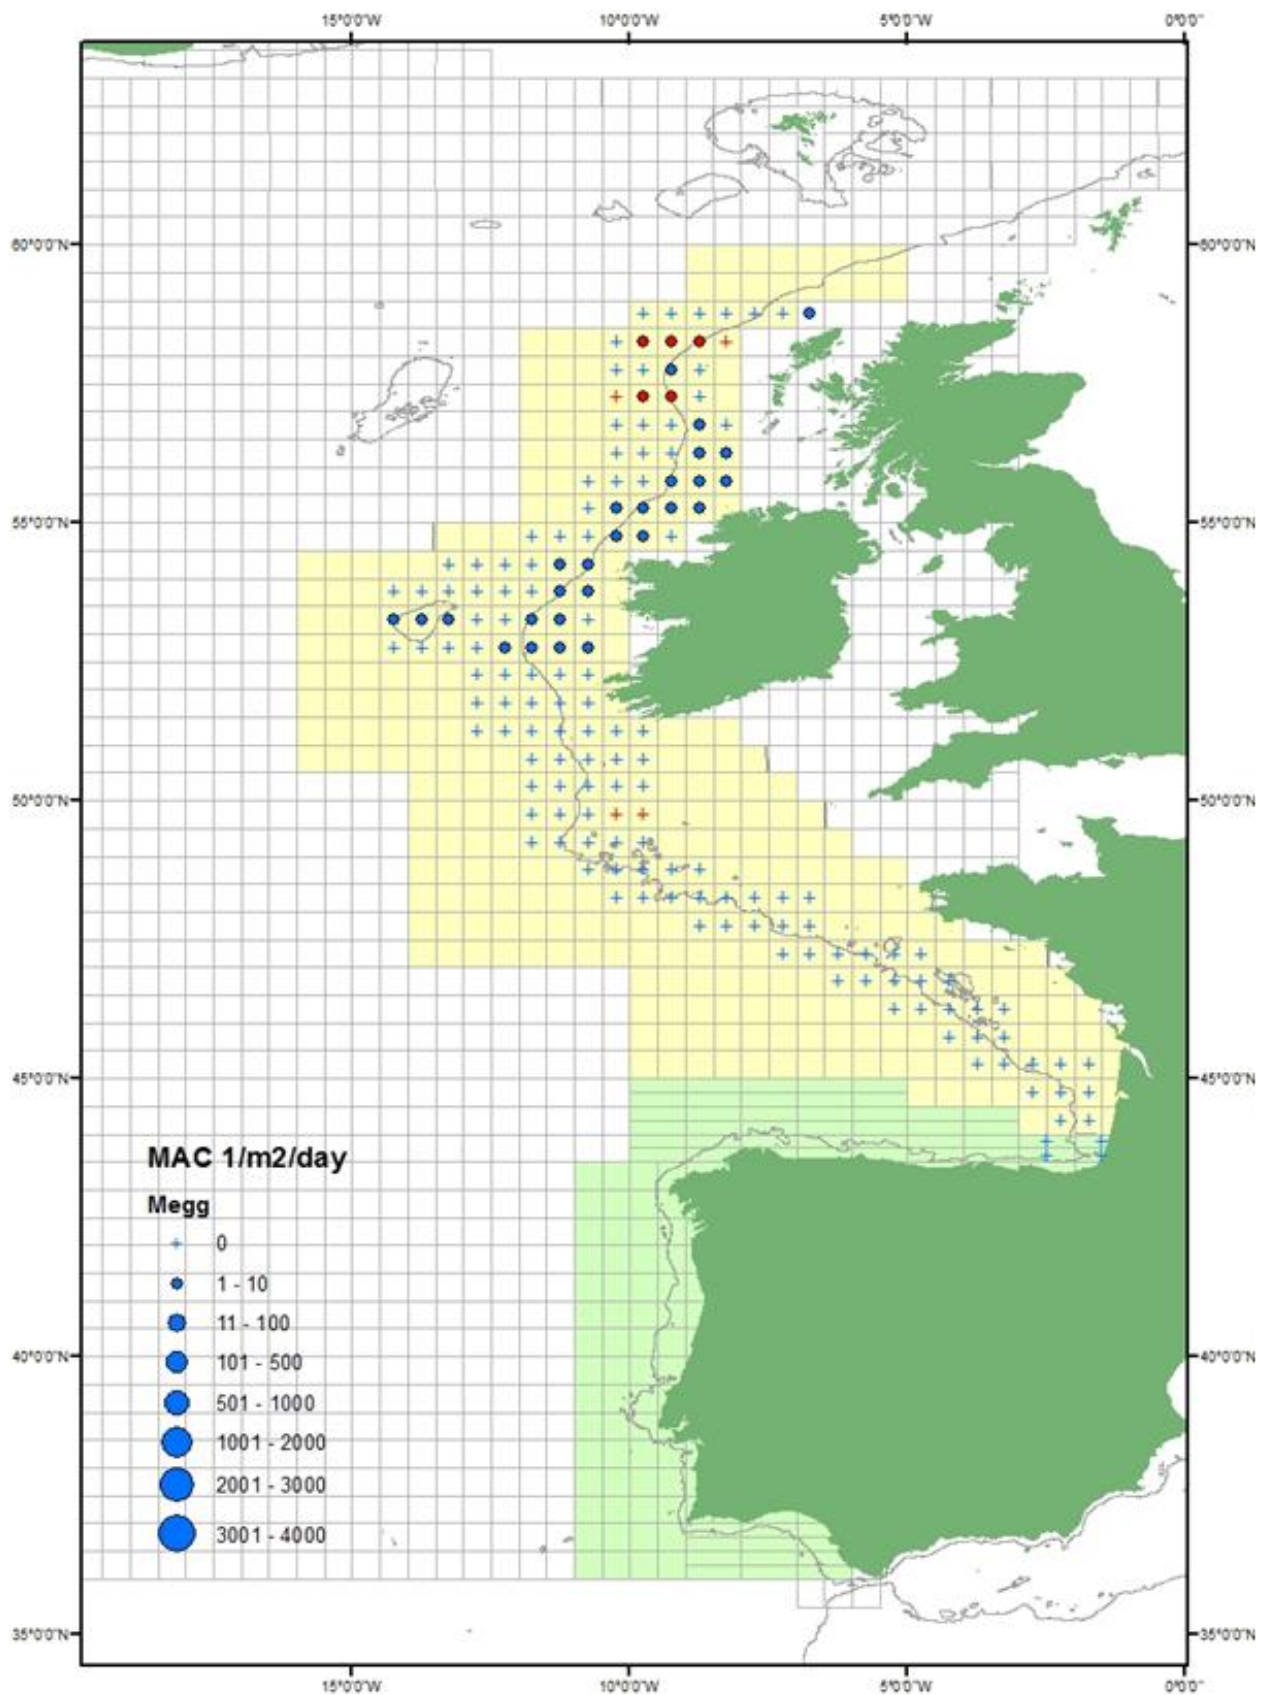 15°0'0"W 10°0'0"W 5°0'0"W 0°0'0"
60°0'0"N 60°0'0"N
55°0'0"N 55°0'0"N
50°0'0"N 50°0'0"N
45°0'0"N 45°0'0"N
MAC 1/m2/day
Megg
0
1 - 10
11 - 100
40°0'0"N 40°0'0"N
101 - 500
501 - 1000
1001 - 2000
2001 - 3000
3001 - 4000
35°0'0"N 35°0'0"N
15°0'0"W 10°0'0"W 5°0'0"W 0°0'0"